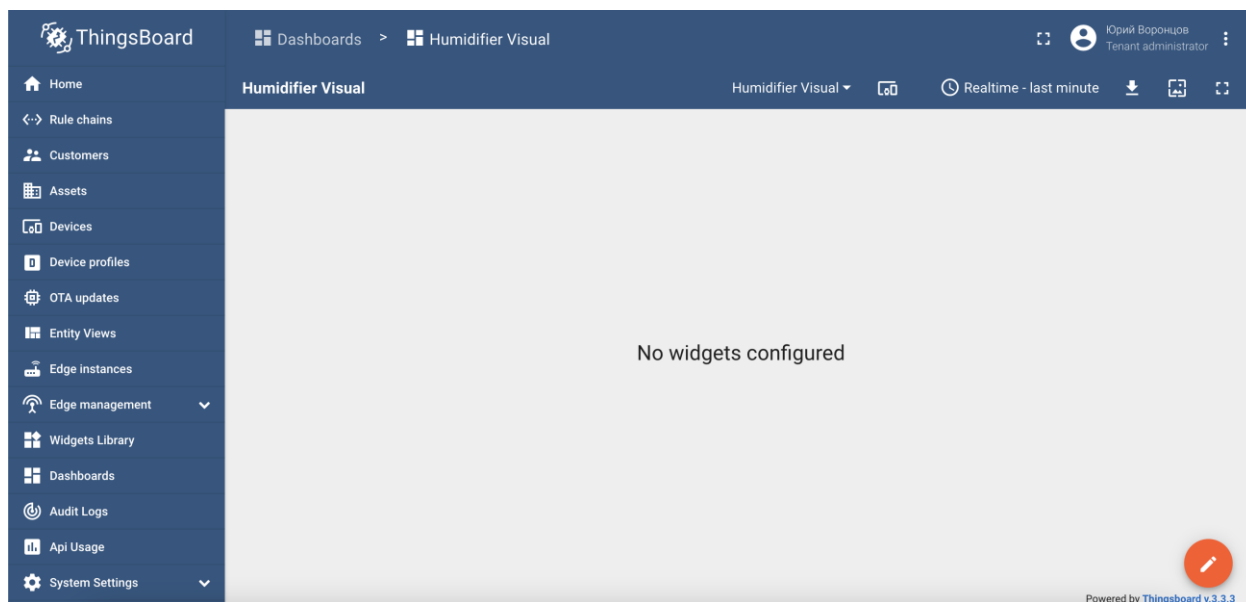 ThingsBoard
Dashboards > Humidifier Visual
Юрий Воронцов
Tenant administrator
Home
Humidifier Visual
Humidifier Visual
Realtime - last minute
Rule chains
Customers
Assets
Devices
Device profiles
OTA updates
Entity Views
Edge instances
Edge management
Widgets Library
Dashboards
Audit Logs
Api Usage
System Settings
No widgets configured
Powered by Thingsboard v.3.3.3